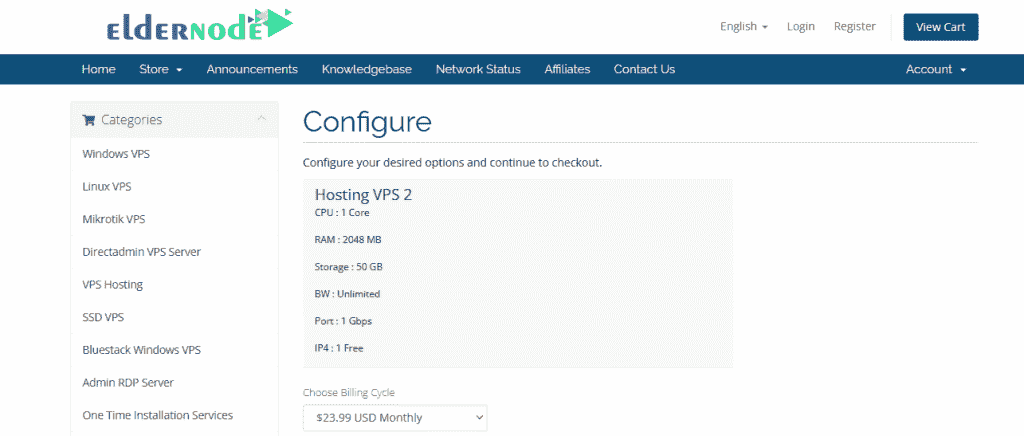 ELDERNODE
English
Login
Register
View Cart
Home
Store
Announcements
Knowledgebase
Network Status
Affiliates
Contact Us
Account
Categories
Windows VPS
Linux VPS
Mikrotik VPS
Directadmin VPS Server
VPS Hosting
SSD VPS
Bluestack Windows VPS
Admin RDP Server
One Time Installation Services
Configure
Configure your desired options and continue to checkout.
Hosting VPS 2
CPU : 1 Core
RAM : 2048 MB
Storage : 50 GB
BW : Unlimited
Port : 1 Gbps
IP4 : 1 Free
Choose Billing Cycle
$23.99 USD Monthly